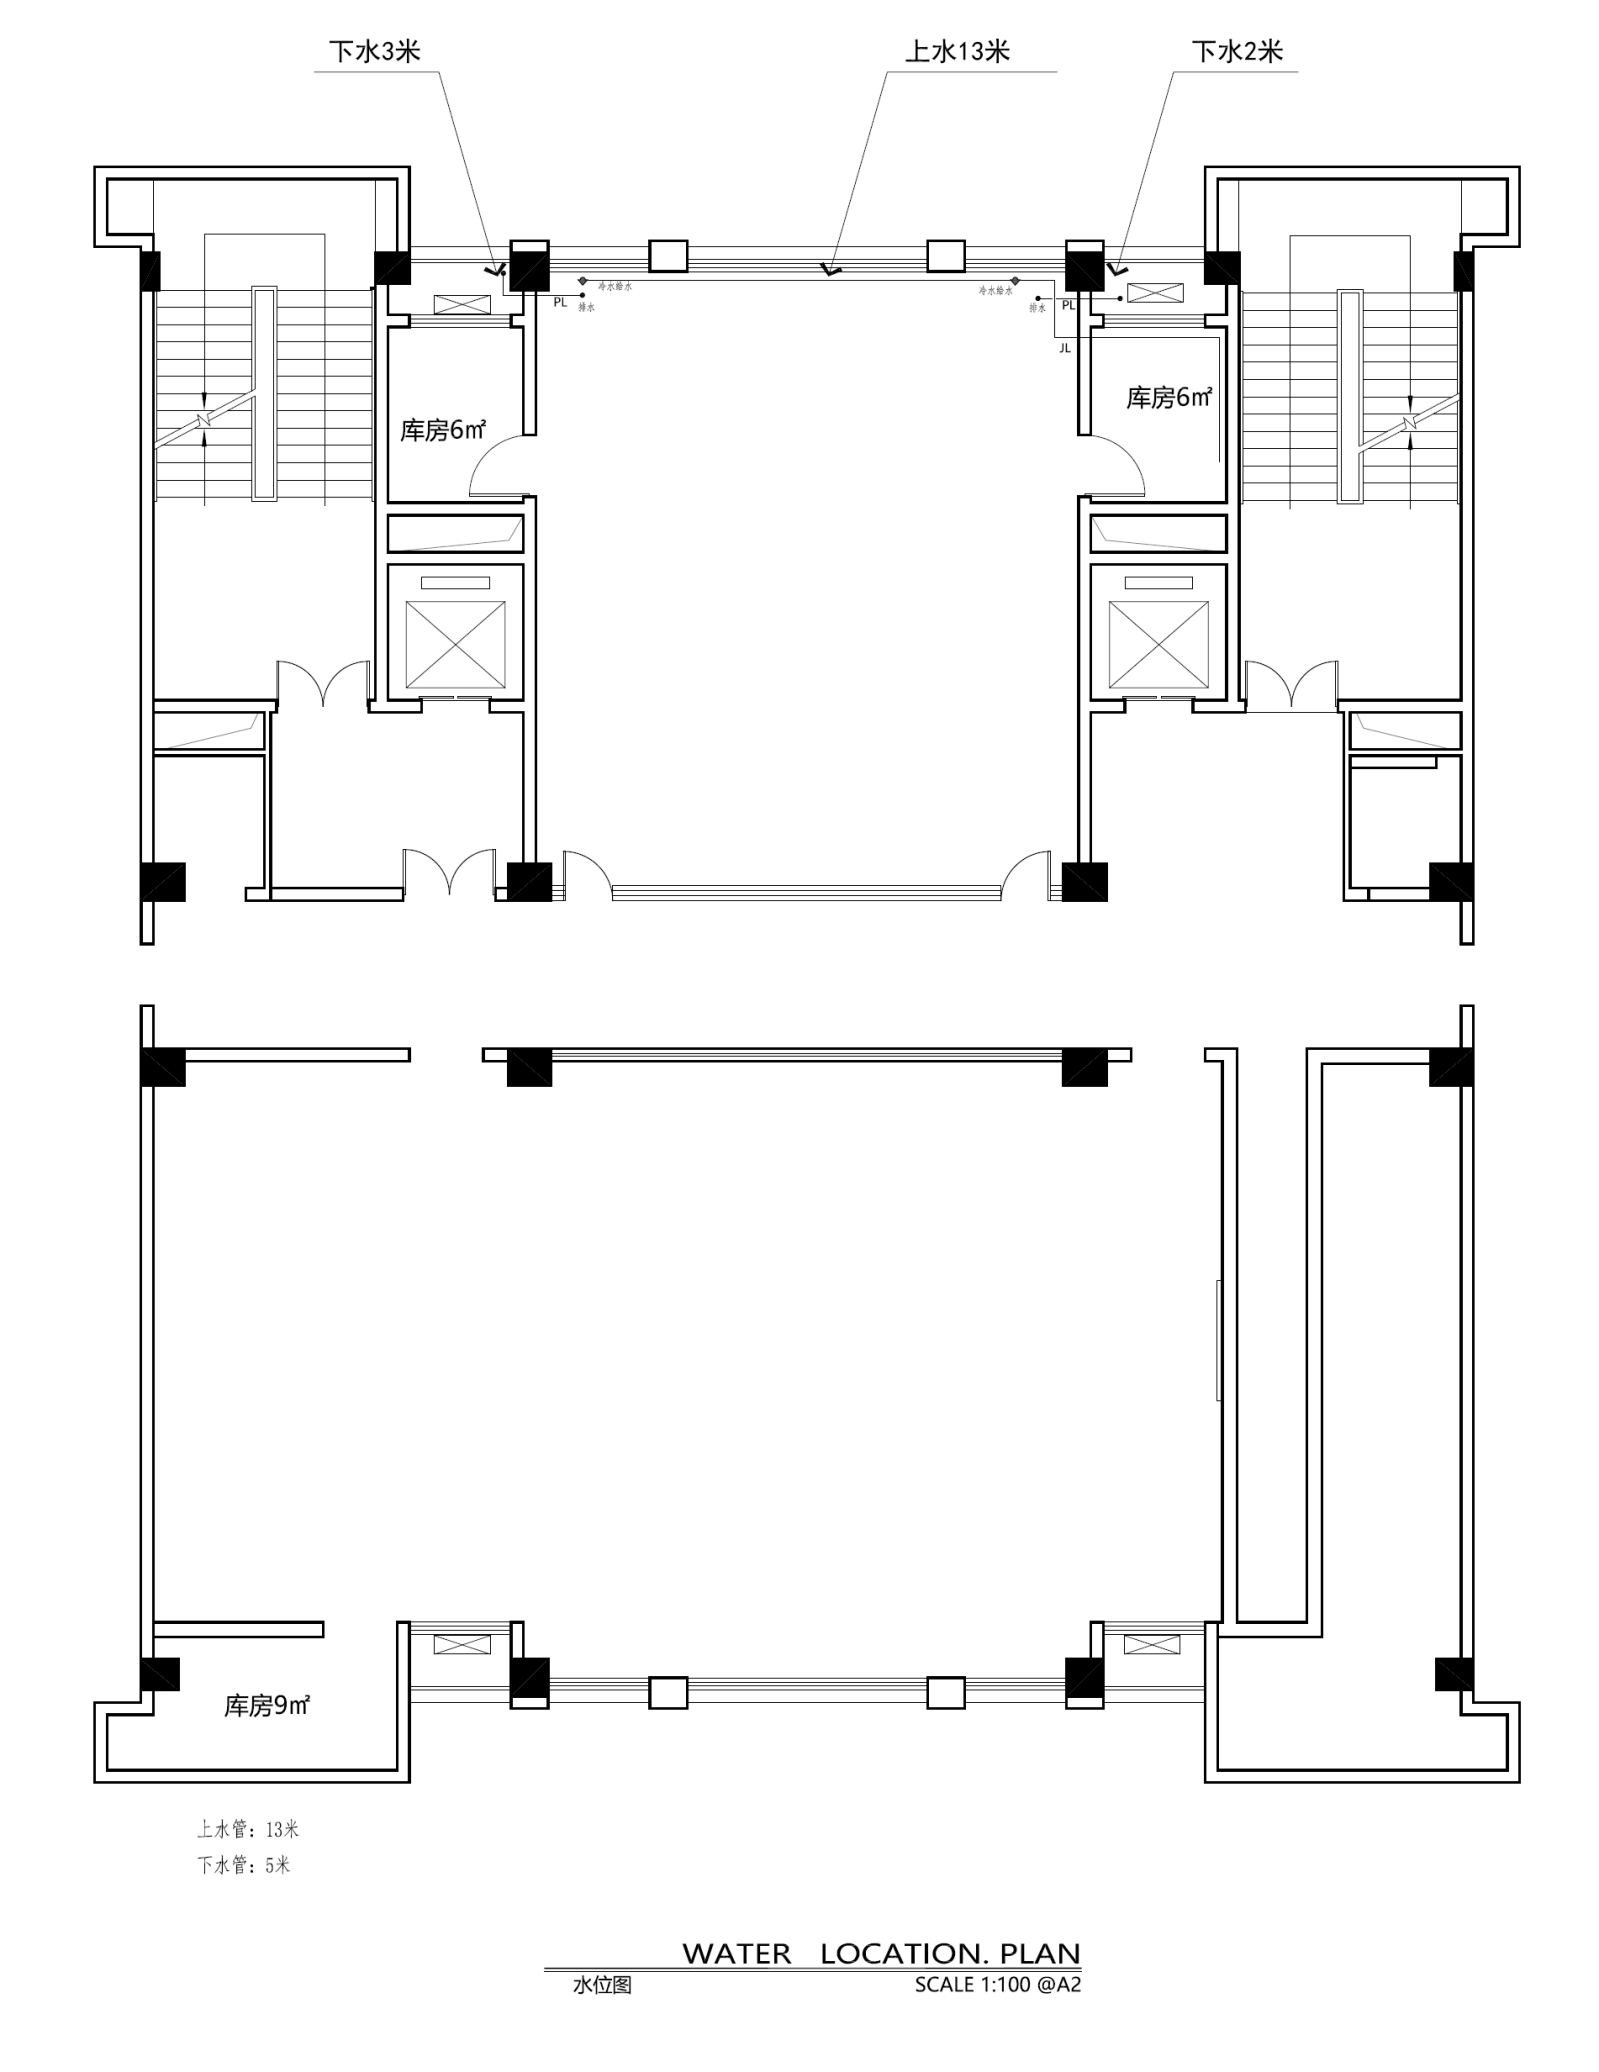 下水3米
上水13米
下水2米
冷水给水
冷水给水
PL
排水
排水
PL
JL
库房6㎡
库房6㎡
库房9㎡
上水管：13米
下水管：5米
WATER LOCATION. PLAN
水位图
SCALE 1:100 @A2